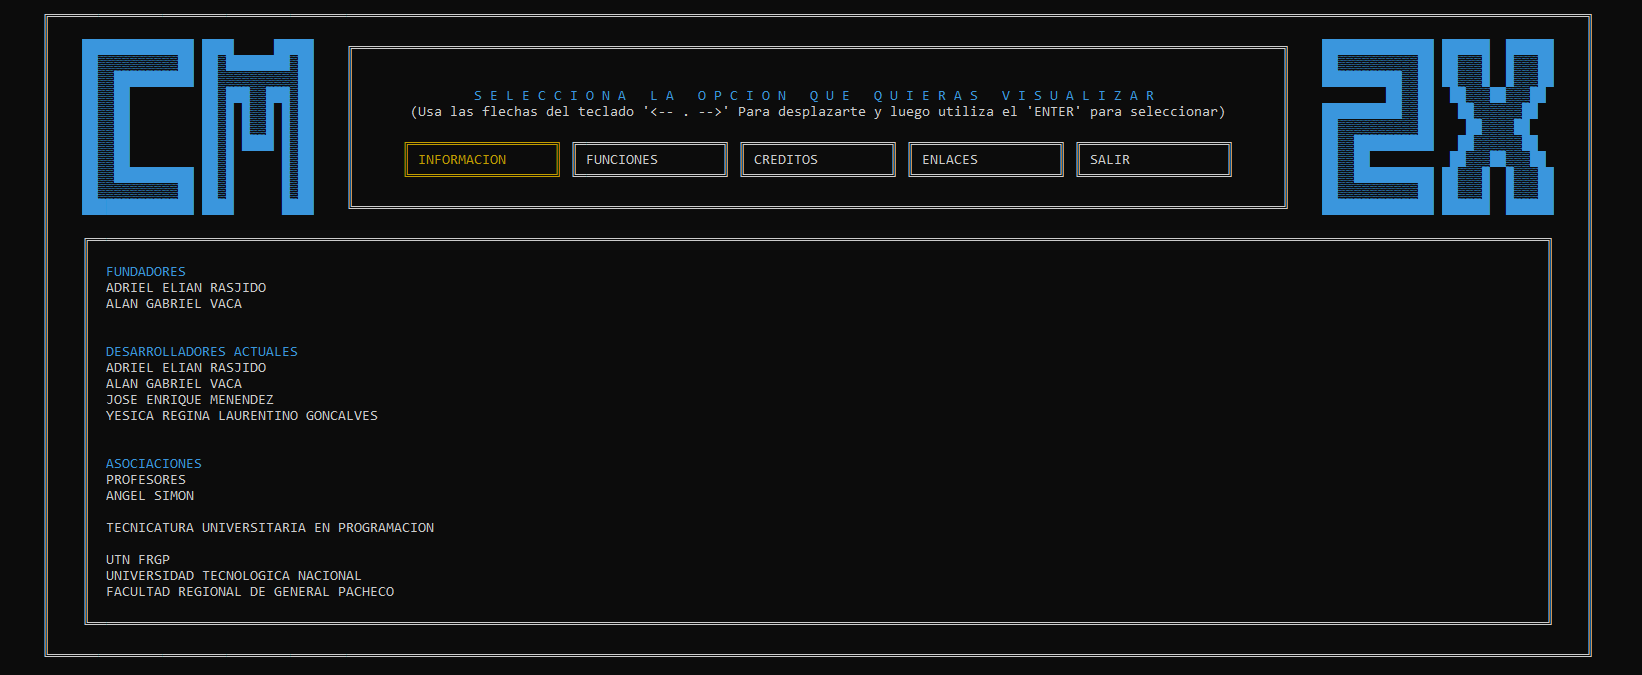 CM
2X
S E L E C C I O N A   L A   O P C I O N   Q U E   Q U I E R A S   V I S U A L I Z A R
(Usa las flechas del teclado '<-- . -->' Para desplazarte y luego utiliza el 'ENTER' para seleccionar)
INFORMACION FUNCIONES CREDITOS ENLACES SALIR
FUNDADORES
ADRIEL ELIAN RASJIDO
ALAN GABRIEL VACA
DESARROLLADORES ACTUALES
ADRIEL ELIAN RASJIDO
ALAN GABRIEL VACA
JOSE ENRIQUE MENENDEZ
YESICA REGINA LAURENTINO GONCALVES
ASOCIACIONES
PROFESORES
ANGEL SIMON
TECNICATURA UNIVERSITARIA EN PROGRAMACION
UTN FRGP
UNIVERSIDAD TECNOLOGICA NACIONAL
FACULTAD REGIONAL DE GENERAL PACHECO